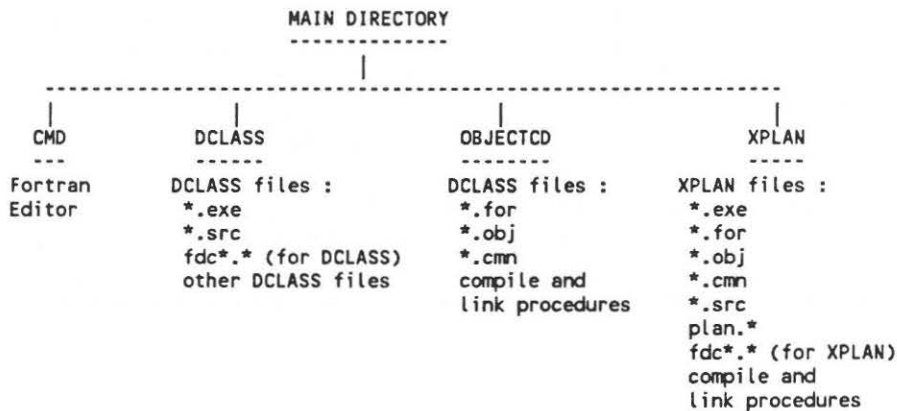 MAIN DIRECTORY
CMD DCLASS OBJECTCD XPLAN
Fortran
Editor
DCLASS files :
*.exe
*.src
fdc*.* (for DCLASS)
other DCLASS files
DCLASS files :
*.for
*.obj
*.cmn
compile and
link procedures
XPLAN files :
*.exe
*.for
*.obj
*.cmn
*.src
plan.*
fdc*.* (for XPLAN)
compile and
link procedures